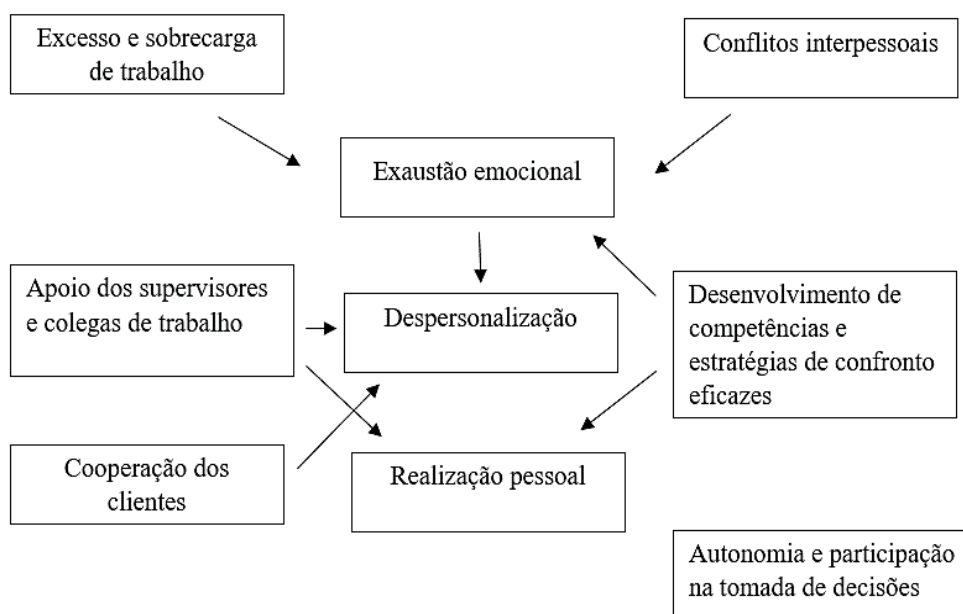 Excesso e sobrecarga
de trabalho
Conflitos interpessoais
Exaustão emocional
Apoio dos supervisores
e colegas de trabalho
Despersonalização
Desenvolvimento de
competências e
estratégias de confronto
eficazes
Cooperação dos
clientes
Realização pessoal
Autonomia e participação
na tomada de decisões